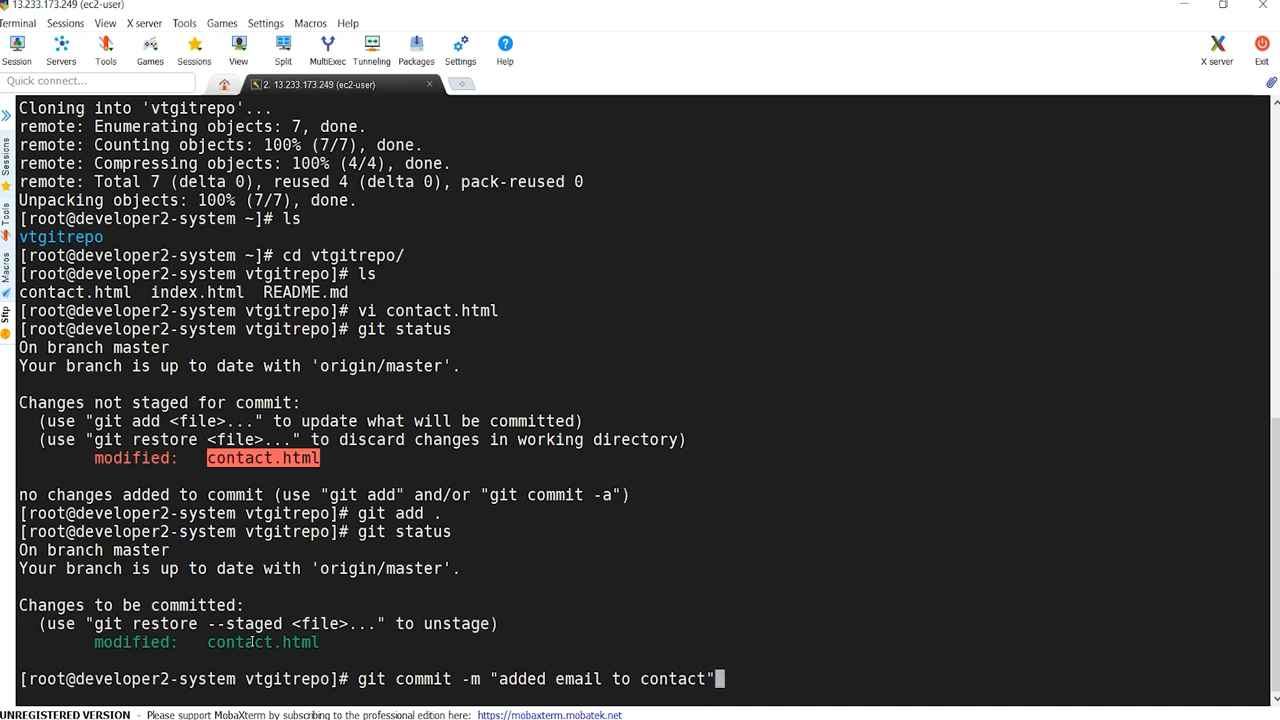 13.233.173.249 (ec2-user)
Terminal Sessions View X server Tools Games Settings Macros Help
Session Servers Tools Games Sessions View Split MultiExec Tunneling Packages Settings Help X server Exit
Quick connect...
2. 13.233.173.249 (ec2-user)
Sessions
Tools
Macros
Sftp
Cloning into 'vtgitrepo'...
remote: Enumerating objects: 7, done.
remote: Counting objects: 100% (7/7), done.
remote: Compressing objects: 100% (4/4), done.
remote: Total 7 (delta 0), reused 4 (delta 0), pack-reused 0
Unpacking objects: 100% (7/7), done.
[root@developer2-system ~]# ls
vtgitrepo
[root@developer2-system ~]# cd vtgitrepo/
[root@developer2-system vtgitrepo]# ls
contact.html index.html README.md
[root@developer2-system vtgitrepo]# vi contact.html
[root@developer2-system vtgitrepo]# git status
On branch master
Your branch is up to date with 'origin/master'.
Changes not staged for commit:
(use "git add <file>..." to update what will be committed)
(use "git restore <file>..." to discard changes in working directory)
modified: contact.html
no changes added to commit (use "git add" and/or "git commit -a")
[root@developer2-system vtgitrepo]# git add .
[root@developer2-system vtgitrepo]# git status
On branch master
Your branch is up to date with 'origin/master'.
Changes to be committed:
(use "git restore --staged <file>..." to unstage)
modified: contact.html
[root@developer2-system vtgitrepo]# git commit -m "added email to contact"
UNREGISTERED VERSION - Please support MobaXterm by subscribing to the professional edition here: https://mobaxterm.mobatek.net